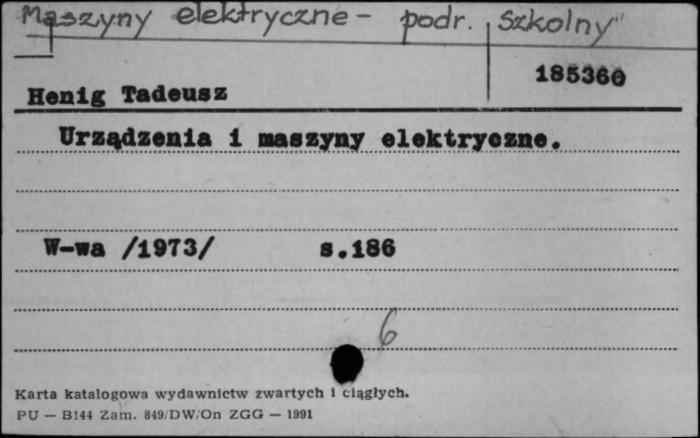 Maszyny elektryczne - podr. szkolny"
185360
Henig Tadeusz
Urządzenia i maszyny elektryczne.
W-wa /1973/ s.186
6
Karta katalogowa wydawnictw zwartych i ciągłych.
PU — B144 Zam. 849/DW/On ZGG — 1991